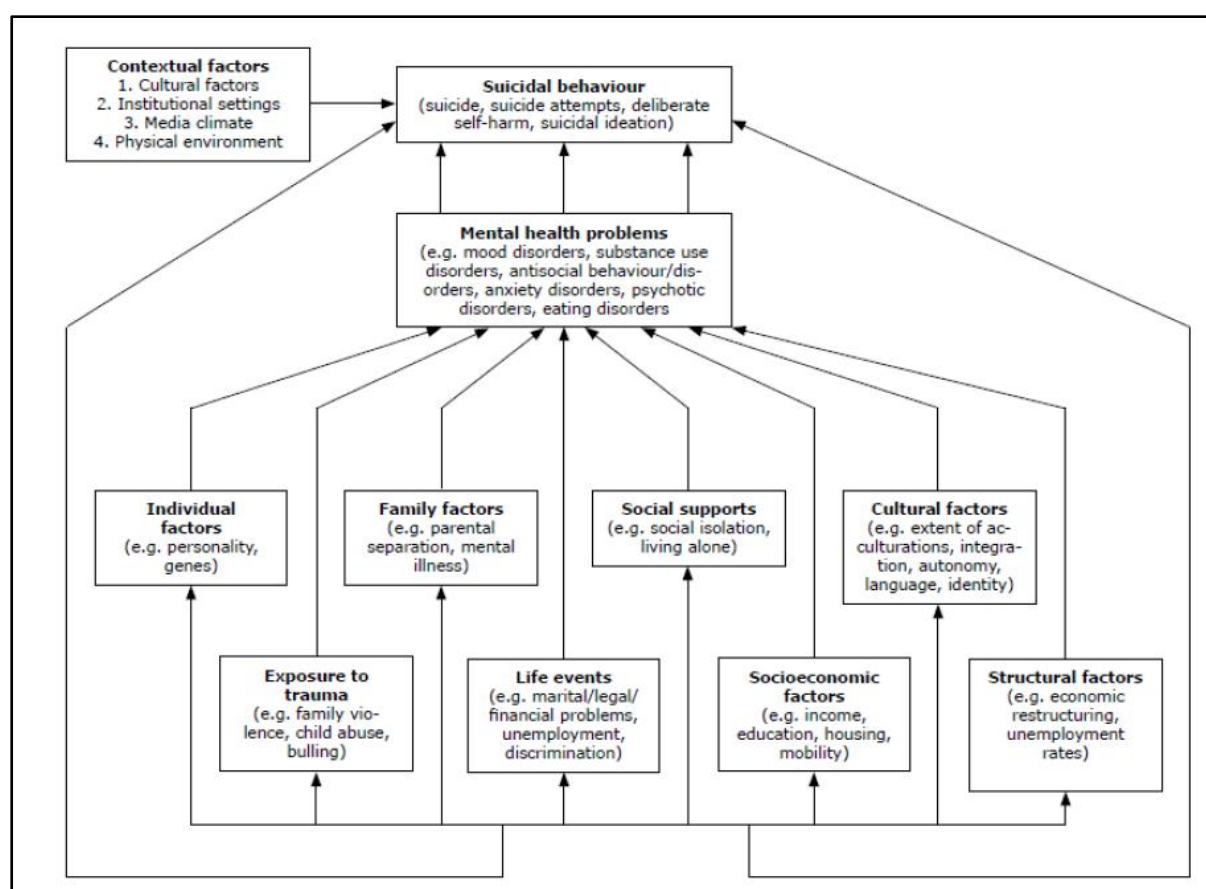 Contextual factors
1. Cultural factors
2. Institutional settings
3. Media climate
4. Physical environment
Suicidal behaviour
(suicide, suicide attempts, deliberate
self-harm, suicidal ideation)
Mental health problems
(e.g. mood disorders, substance use
disorders, antisocial behaviour/dis-
orders, anxiety disorders, psychotic
disorders, eating disorders
Individual
factors
(e.g. personality,
genes)
Family factors
(e.g. parental
separation, mental
illness)
Social supports
(e.g. social isolation,
living alone)
Cultural factors
(e.g. extent of ac-
culturations, integra-
tion, autonomy,
language, identity)
Exposure to
trauma
(e.g. family vio-
lence, child abuse,
bulling)
Life events
(e.g. marital/legal/
financial problems,
unemployment,
discrimination)
Socioeconomic
factors
(e.g. income,
education, housing,
mobility)
Structural factors
(e.g. economic
restructuring,
unemployment
rates)